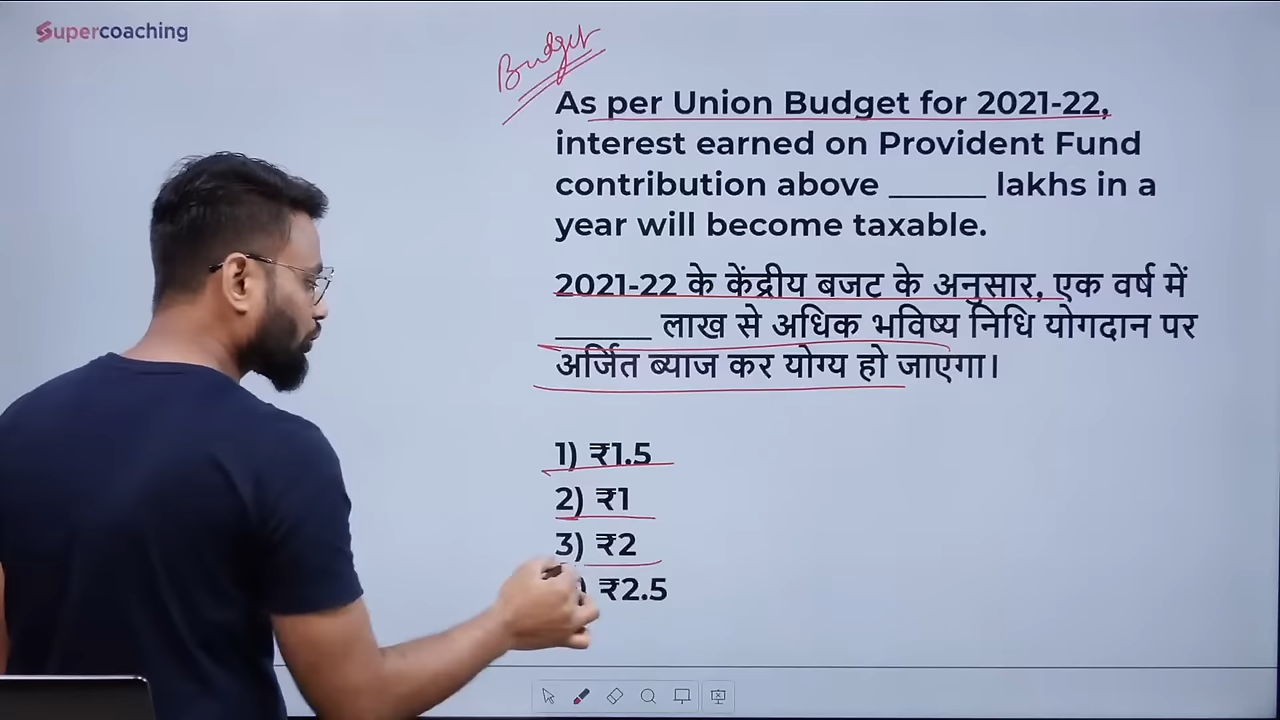 Supercoaching
Budget
As per Union Budget for 2021-22,
interest earned on Provident Fund
contribution above ______ lakhs in a
year will become taxable.
2021-22 के केंद्रीय बजट के अनुसार, एक वर्ष में
______ लाख से अधिक भविष्य निधि योगदान पर
अर्जित ब्याज कर योग्य हो जाएगा।
1) ₹1.5
2) ₹1
3) ₹2
) ₹2.5